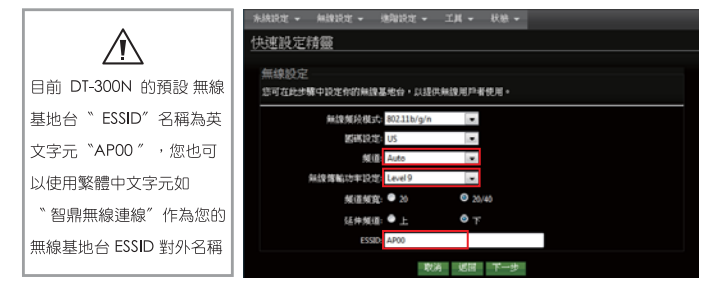 目前 DT-300N 的預設 無線
基地台〝 ESSID〞名稱為英
文字元〝AP00 〞，您也可
以使用繁體中文字元如
〝智鼎無線連線〞作為您的
無線基地台 ESSID 對外名稱
系統設定 無線設定 進階設定 工具 狀態
快速設定精靈
無線設定
您可在此步驟中設定你的無線基地台，以提供無線用戶者使用。
無線頻段模式: 802.11b/g/n
國碼設定: US
頻道: Auto
無線傳輸功率設定: Level 9
頻道頻寬: 20 20/40
延伸頻道: 上 下
ESSID: AP00
取消 返回 下一步